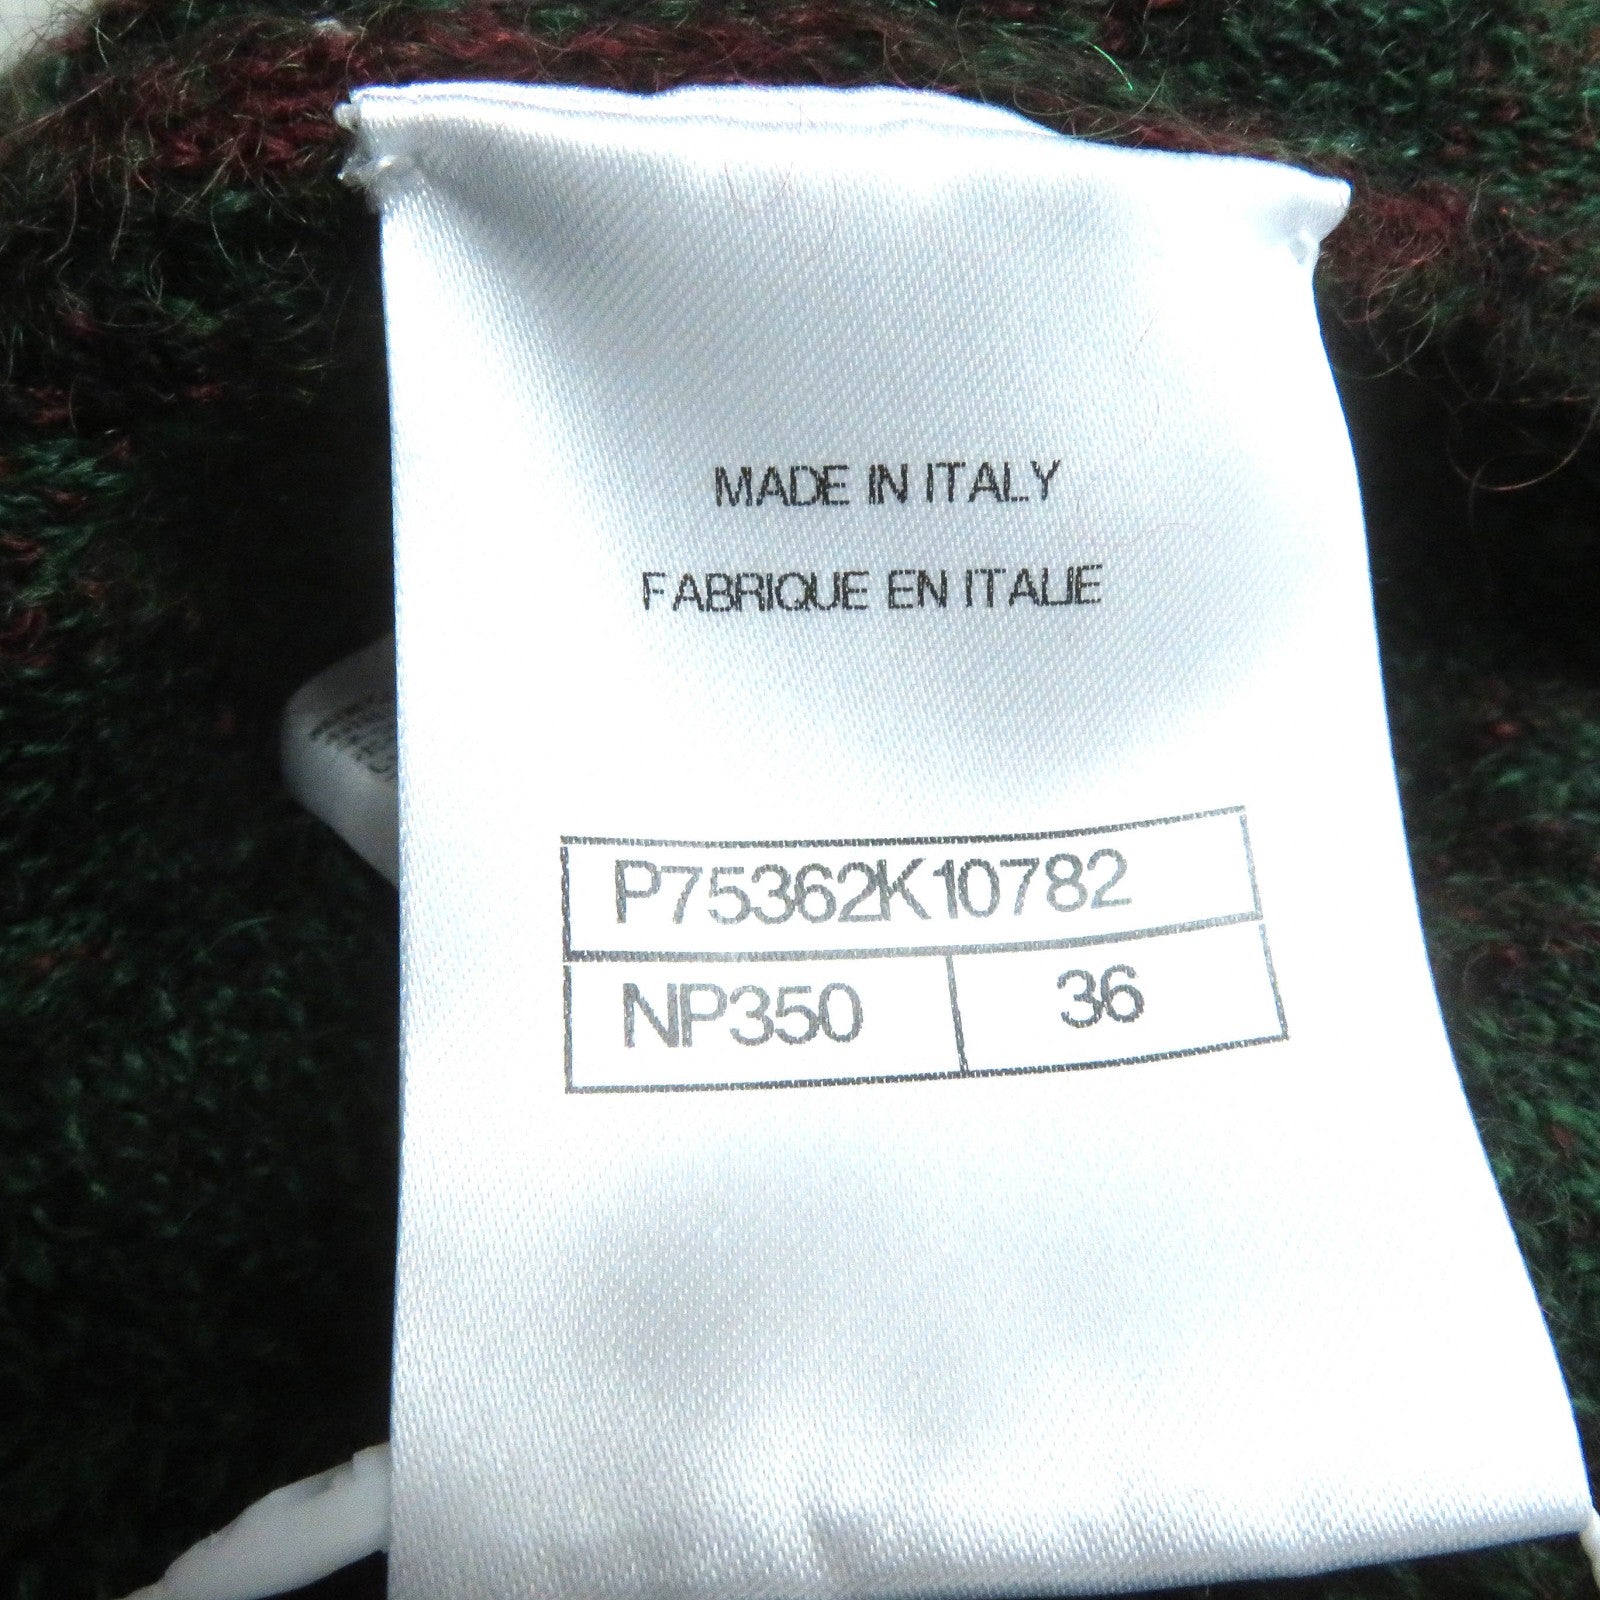 MADE IN ITALY
FABRIQUE EN ITALIE
P75362K10782
NP350 36